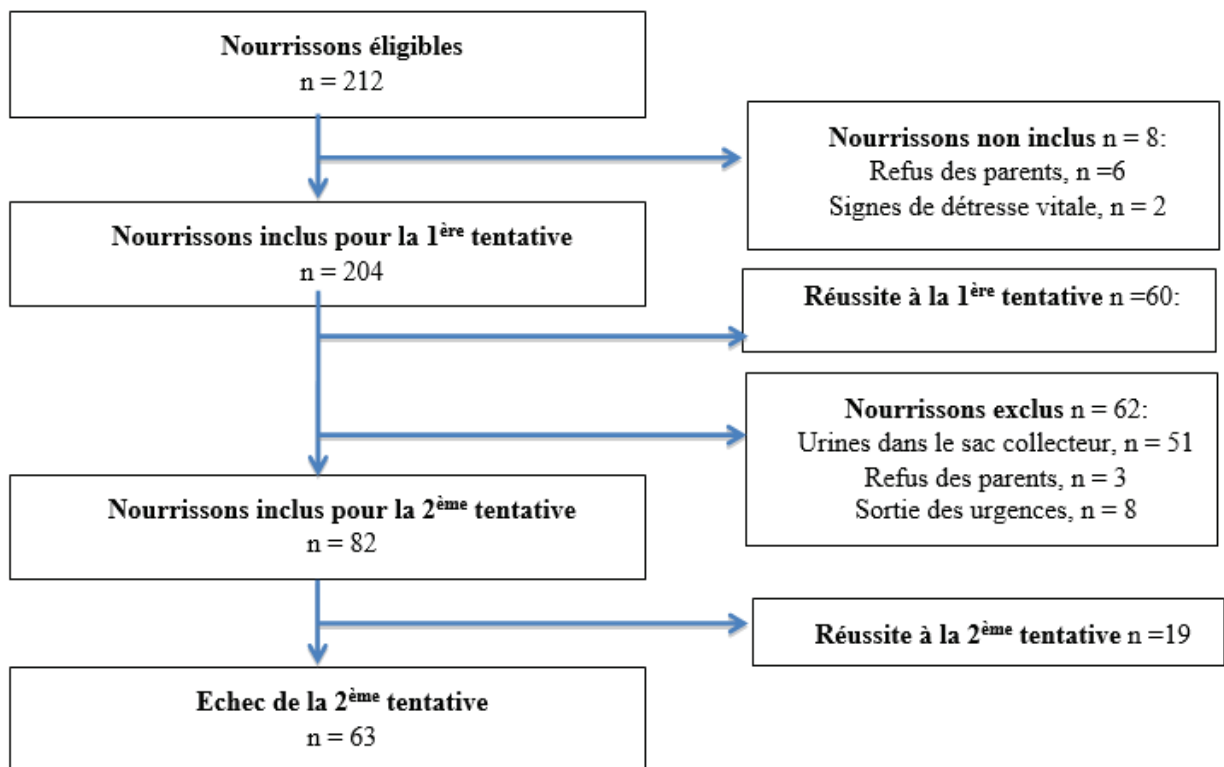 Nourrissons éligibles
n = 212
Nourrissons non inclus n = 8:
Refus des parents, n =6
Signes de détresse vitale, n = 2
Nourrissons inclus pour la 1ère tentative
n = 204
Réussite à la 1ère tentative n =60:
Nourrissons exclus n = 62:
Urines dans le sac collecteur, n = 51
Refus des parents, n = 3
Sortie des urgences, n = 8
Nourrissons inclus pour la 2ème tentative
n = 82
Réussite à la 2ème tentative n =19
Echec de la 2ème tentative
n = 63